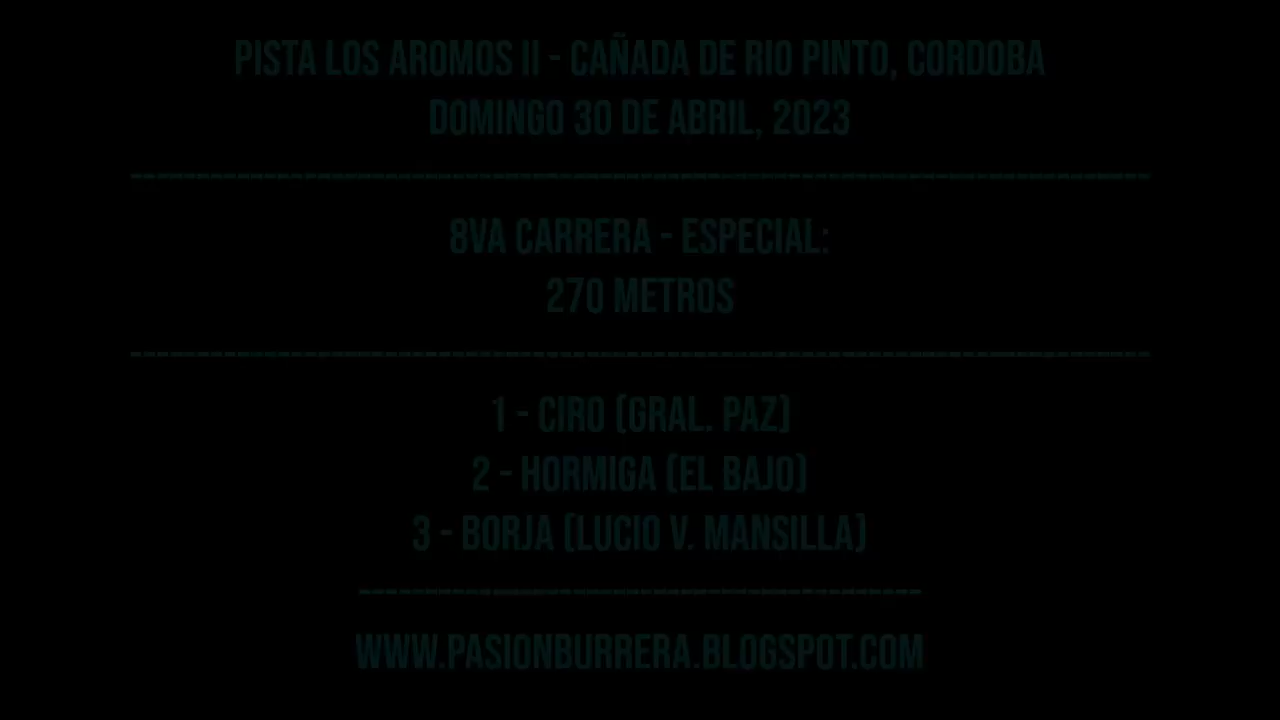 PISTA LOS AROMOS II - CAÑADA DE RIO PINTO, CORDOBA
DOMINGO 30 DE ABRIL, 2023
8VA CARRERA - ESPECIAL:
270 METROS
1 - CIRO (GRAL. PAZ)
2 - HORMIGA (EL BAJO)
3 - BORJA (LUCIO V. MANSILLA)
WWW.PASIONBURRERA.BLOGSPOT.COM